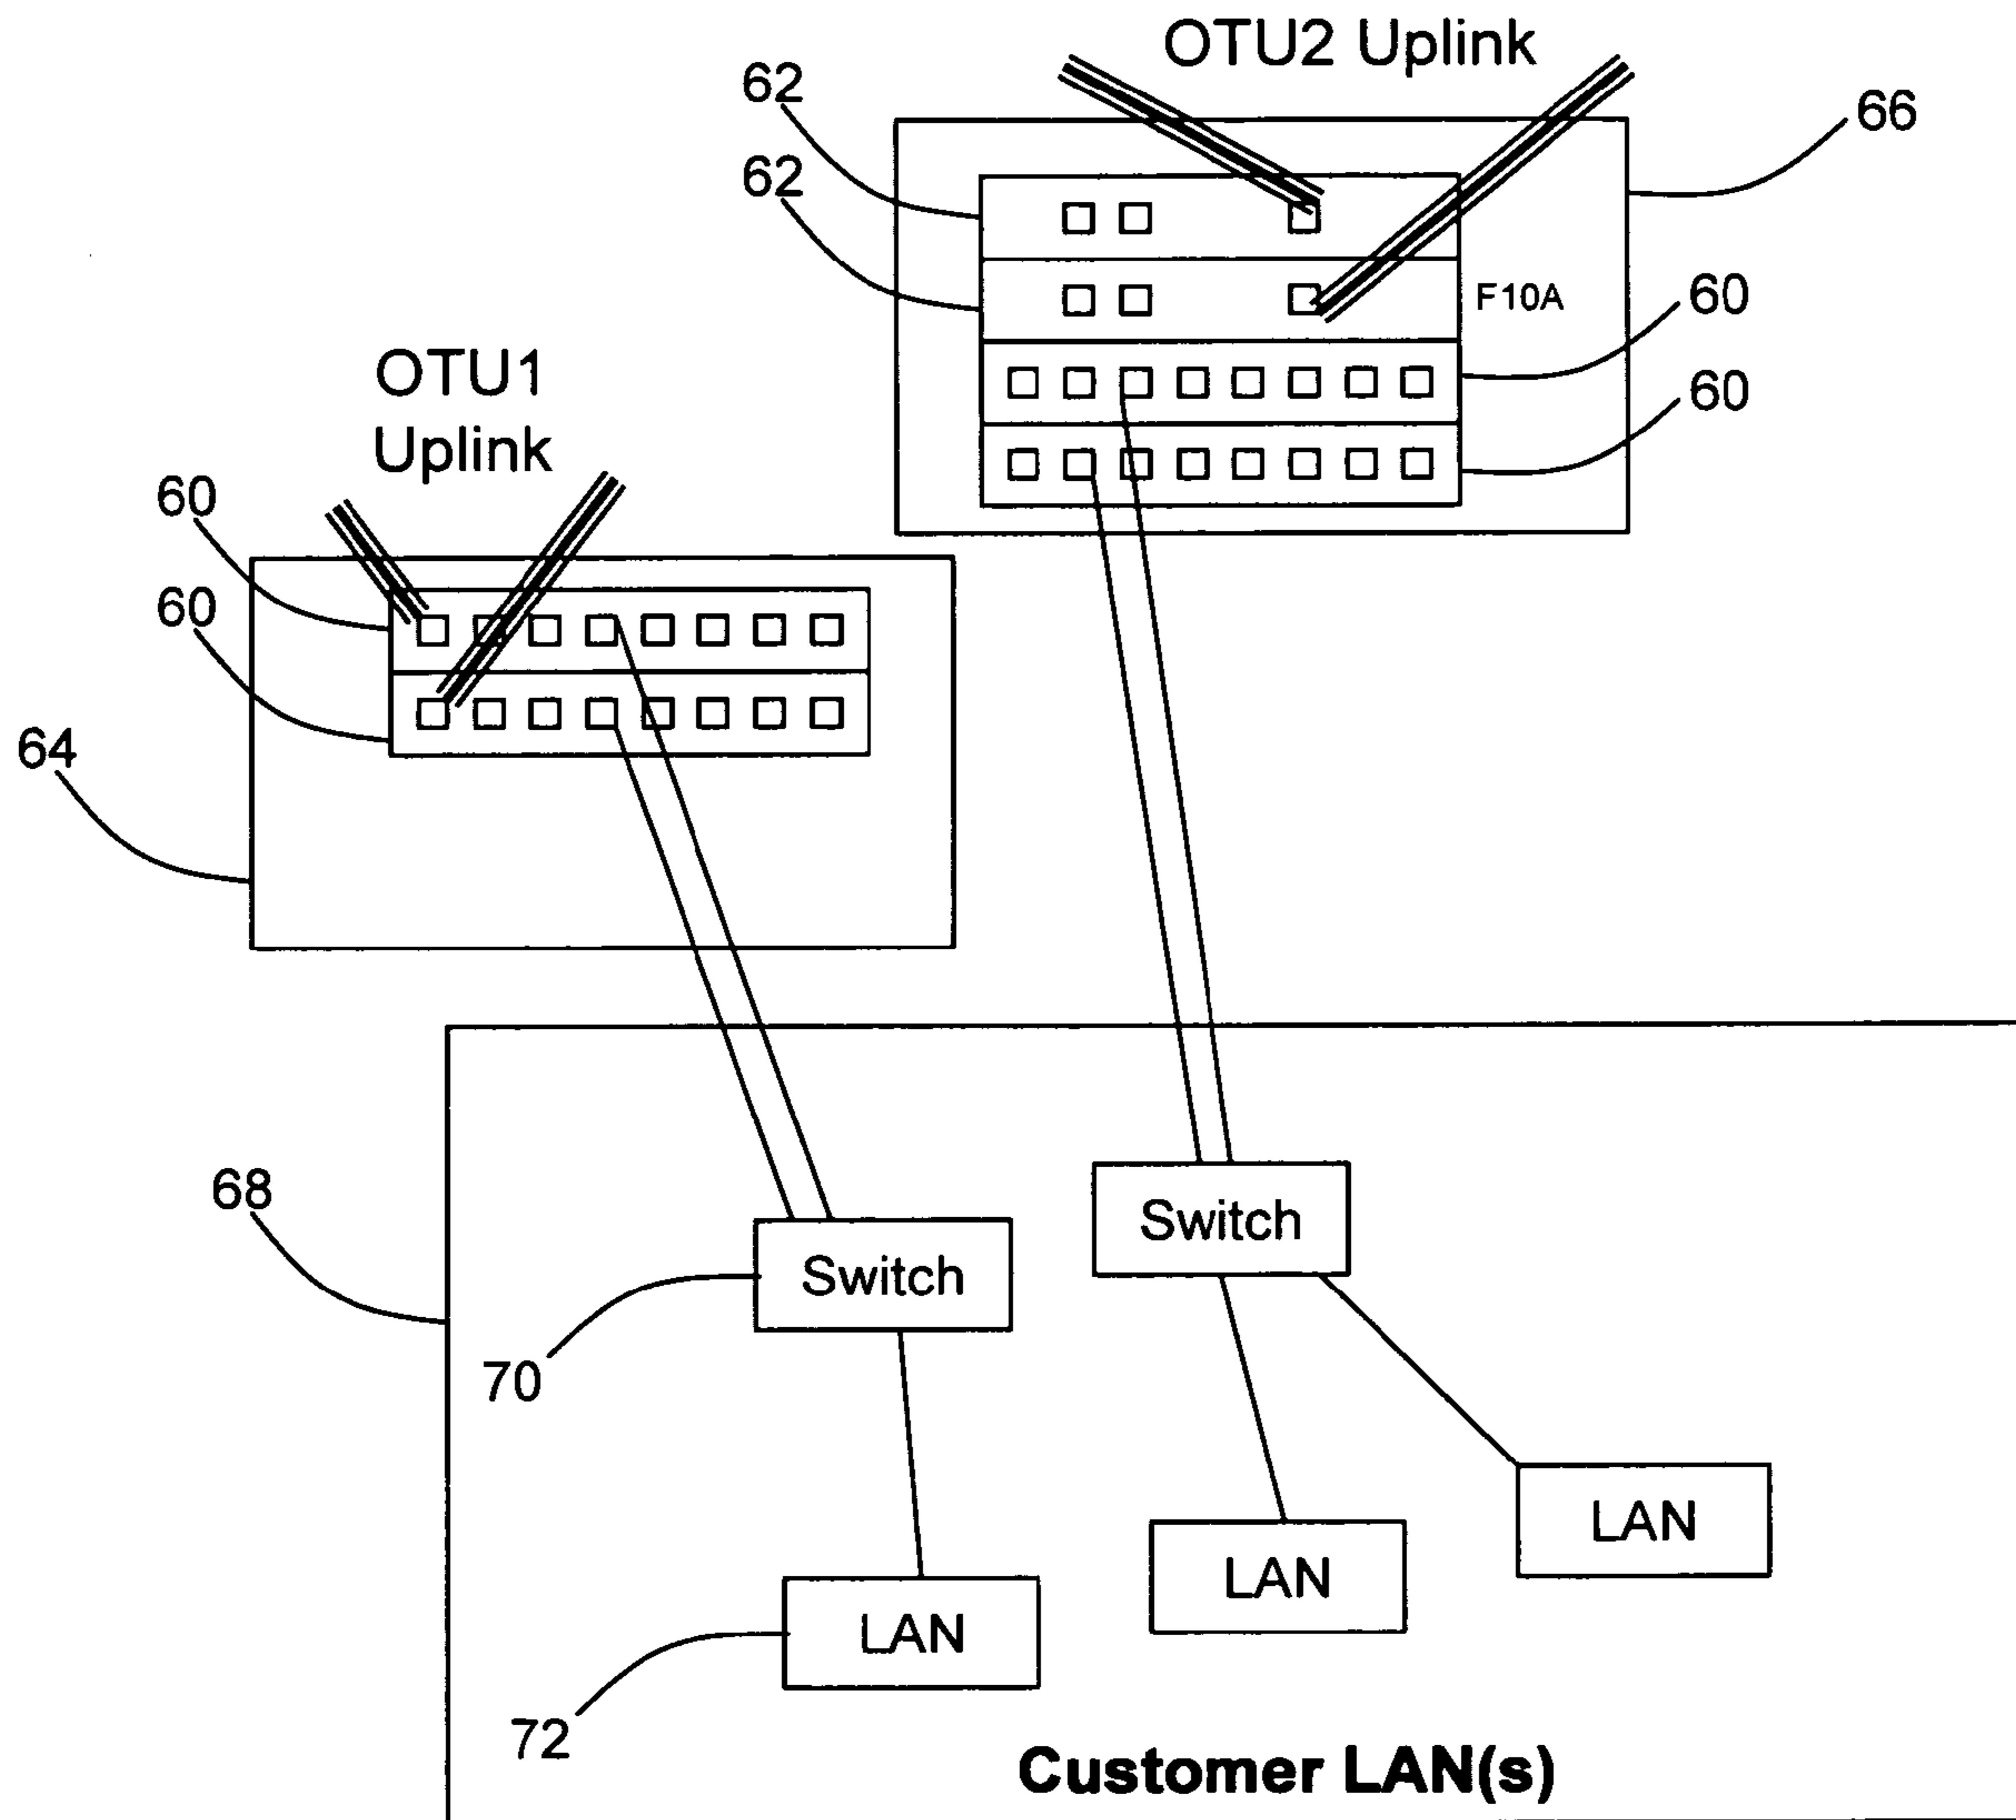 OTU2 Uplink
62
66
62
F10A
60
OTU1
Uplink
60
60
60
64
68
Switch
Switch
70
LAN
LAN
LAN
72
Customer LAN(s)